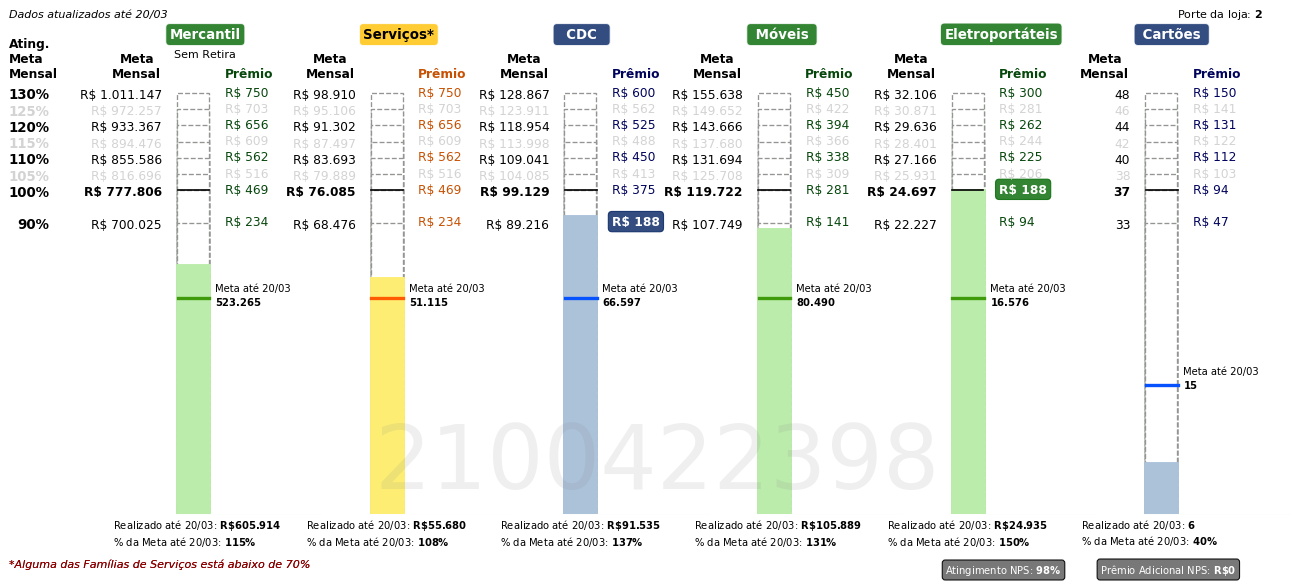 Dados atualizados até 20/03
Porte da loja: 2
Mercantil Serviços* CDC Móveis Eletroportáteis Cartões
Sem Retira
Ating. Meta Mensal
Meta Mensal Prêmio Meta Mensal Prêmio Meta Mensal Prêmio Meta Mensal Prêmio Meta Mensal Prêmio Meta Mensal Prêmio
130% R$ 1.011.147 R$ 750 R$ 98.910 R$ 750 R$ 128.867 R$ 600 R$ 155.638 R$ 450 R$ 32.106 R$ 300 48 R$ 150
125% R$ 972.257 R$ 703 R$ 95.106 R$ 703 R$ 123.911 R$ 562 R$ 149.652 R$ 422 R$ 30.871 R$ 281 46 R$ 141
120% R$ 933.367 R$ 656 R$ 91.302 R$ 656 R$ 118.954 R$ 525 R$ 143.666 R$ 394 R$ 29.636 R$ 262 44 R$ 131
115% R$ 894.476 R$ 609 R$ 87.497 R$ 609 R$ 113.998 R$ 488 R$ 137.680 R$ 366 R$ 28.401 R$ 244 42 R$ 122
110% R$ 855.586 R$ 562 R$ 83.693 R$ 562 R$ 109.041 R$ 450 R$ 131.694 R$ 338 R$ 27.166 R$ 225 40 R$ 112
105% R$ 816.696 R$ 516 R$ 79.889 R$ 516 R$ 104.085 R$ 413 R$ 125.708 R$ 309 R$ 25.931 R$ 206 38 R$ 103
100% R$ 777.806 R$ 469 R$ 76.085 R$ 469 R$ 99.129 R$ 375 R$ 119.722 R$ 281 R$ 24.697 R$ 188 37 R$ 94
90% R$ 700.025 R$ 234 R$ 68.476 R$ 234 R$ 89.216 R$ 188 R$ 107.749 R$ 141 R$ 22.227 R$ 94 33 R$ 47
Meta até 20/03 Meta até 20/03 Meta até 20/03 Meta até 20/03 Meta até 20/03
523.265 51.115 66.597 80.490 16.576
Meta até 20/03
15
2100422398
Realizado até 20/03: R$605.914 Realizado até 20/03: R$55.680 Realizado até 20/03: R$91.535 Realizado até 20/03: R$105.889 Realizado até 20/03: R$24.935 Realizado até 20/03: 6
% da Meta até 20/03: 115% % da Meta até 20/03: 108% % da Meta até 20/03: 137% % da Meta até 20/03: 131% % da Meta até 20/03: 150% % da Meta até 20/03: 40%
*Alguma das Famílias de Serviços está abaixo de 70%
Atingimento NPS: 98% Prêmio Adicional NPS: R$0